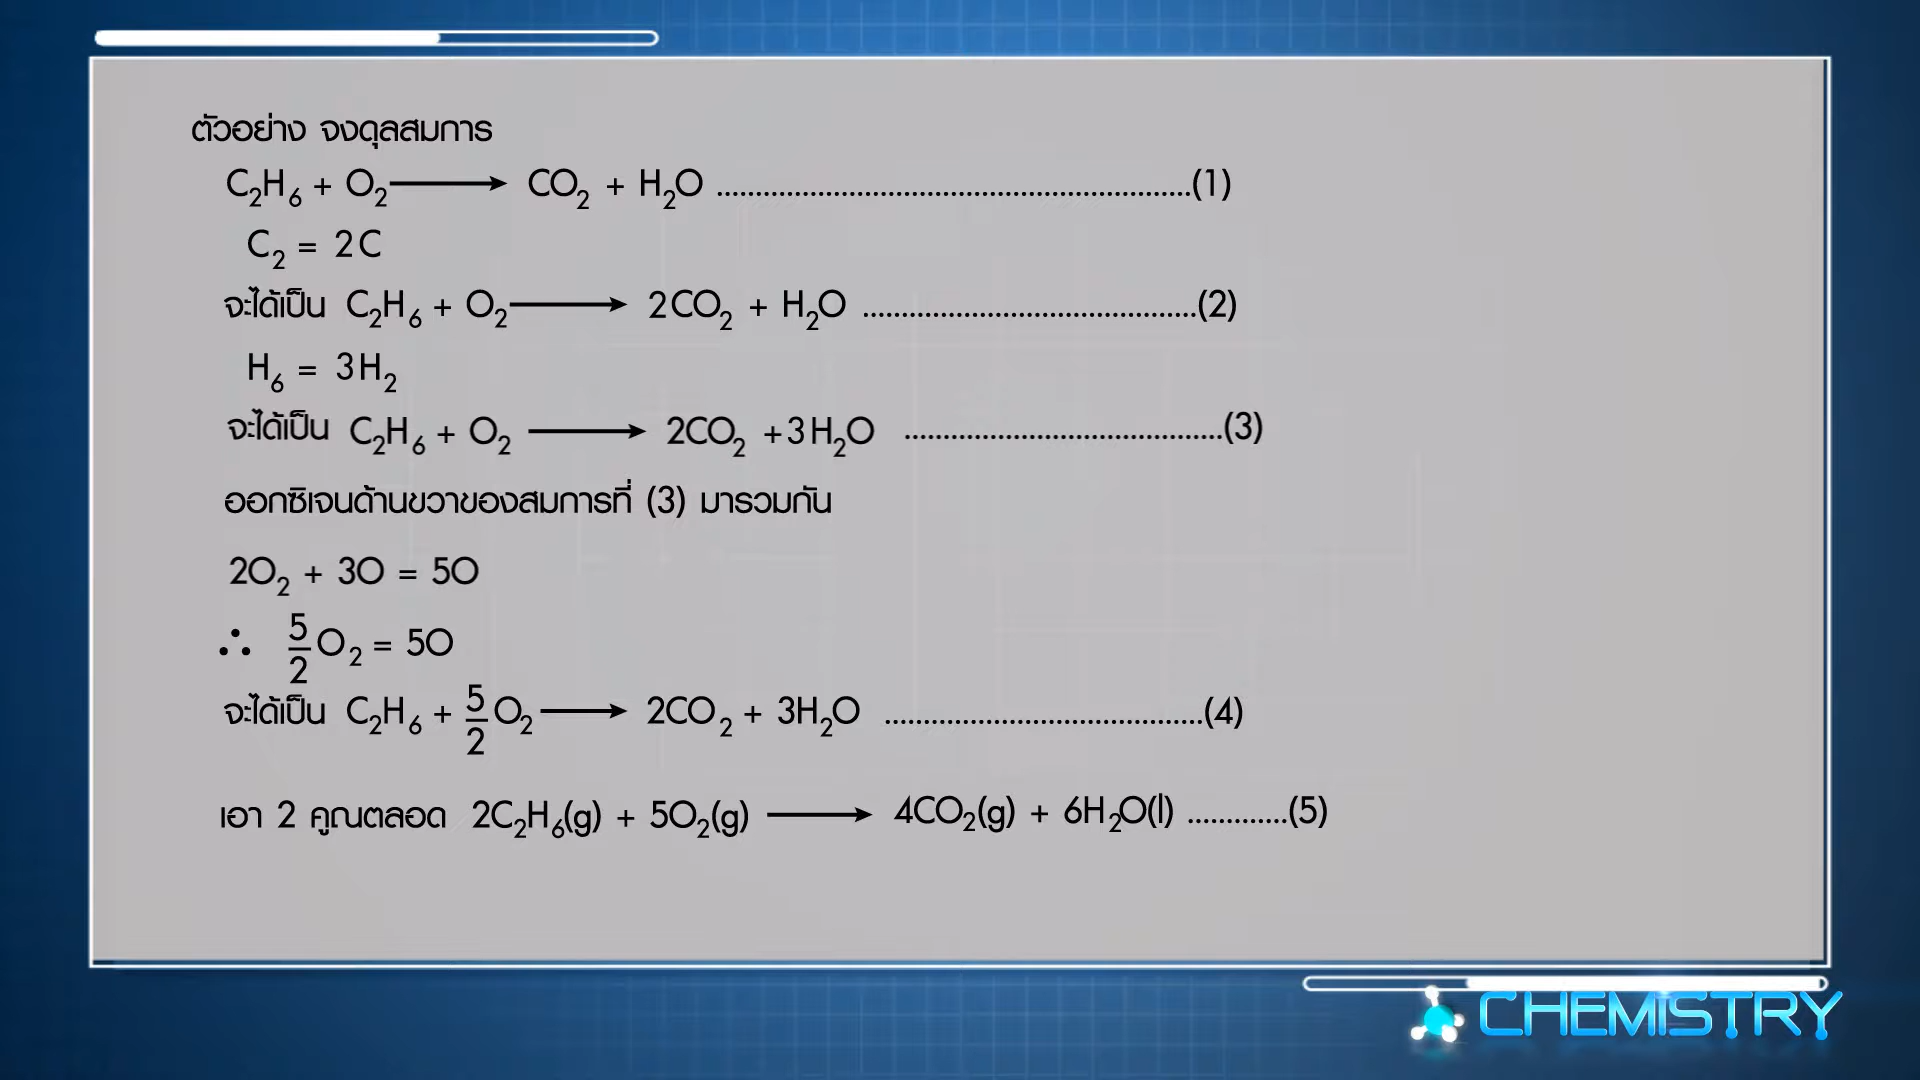 ตัวอย่าง จงดุลสมการ
C₂H₆ + O₂ ⟶ CO₂ + H₂O .............................................................(1)
C₂ = 2C
จะได้เป็น C₂H₆ + O₂ ⟶ 2CO₂ + H₂O ...........................................(2)
H₆ = 3H₂
จะได้เป็น C₂H₆ + O₂ ⟶ 2CO₂ +3H₂O .........................................(3)
ออกซิเจนด้านขวาของสมการที่ (3) มารวมกัน
2O₂ + 3O = 5O
∴ 5/2 O₂ = 5O
จะได้เป็น C₂H₆ + 5/2 O₂ ⟶ 2CO₂ + 3H₂O .........................................(4)
เอา 2 คูณตลอด 2C₂H₆(g) + 5O₂(g) ⟶ 4CO₂(g) + 6H₂O(l) .............(5)
CHEMISTRY